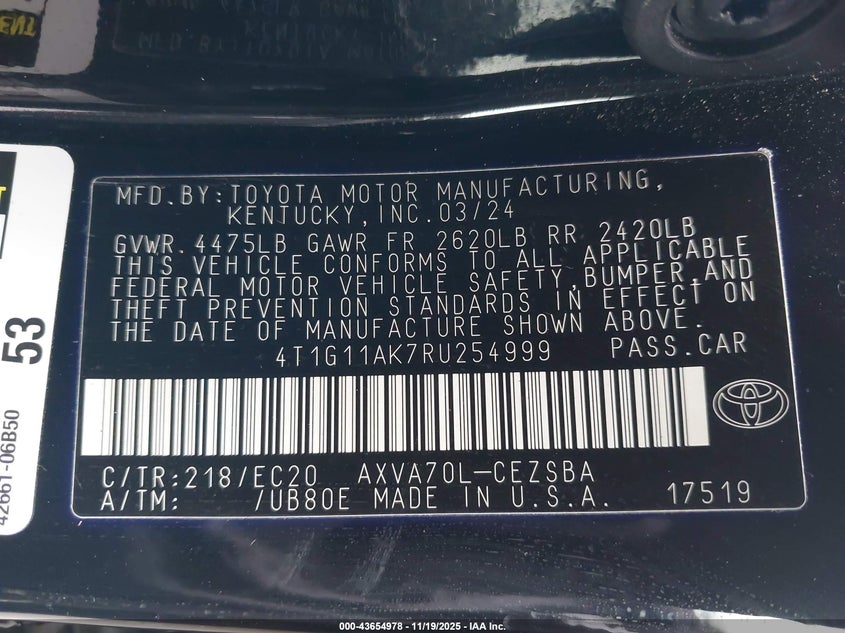 MFD.BY:TOYOTA MOTOR MANUFACTURING,
KENTUCKY,INC.03/24
GVWR.4475LB GAWR FR 2620LB RR 2420LB
THIS VEHICLE CONFORMS TO ALL APPLICABLE
FEDERAL MOTOR VEHICLE SAFETY,BUMPER,AND
THEFT PREVENTION STANDARDS IN EFFECT ON
THE DATE OF MANUFACTURE SHOWN ABOVE.
4T1G11AK7RU254999 PASS.CAR
C/TR:218/EC20 AXVA70L-CEZSBA
A/TM: /UB80E MADE IN U.S.A. 17519
53
42661-06B50
000-43654978 - 11/19/2025 - IAA Inc.